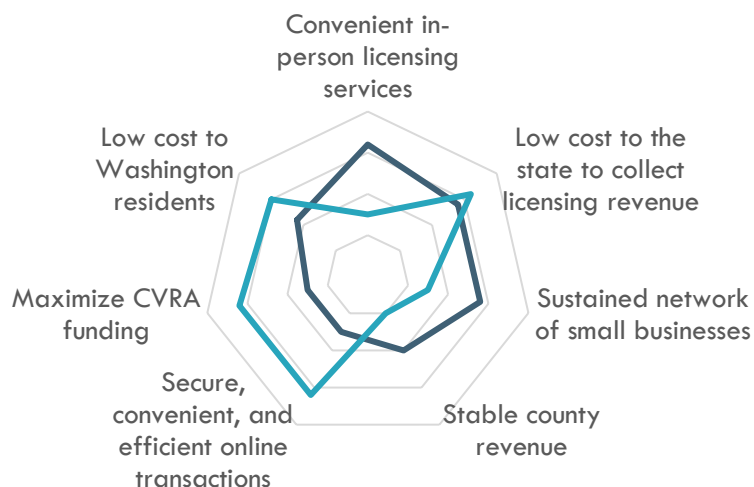 Convenient in-
person licensing
services
Low cost to the
state to collect
licensing revenue
Sustained network
of small businesses
Stable county
revenue
Secure,
convenient, and
efficient online
transactions
Maximize CVRA
funding
Low cost to
Washington
residents